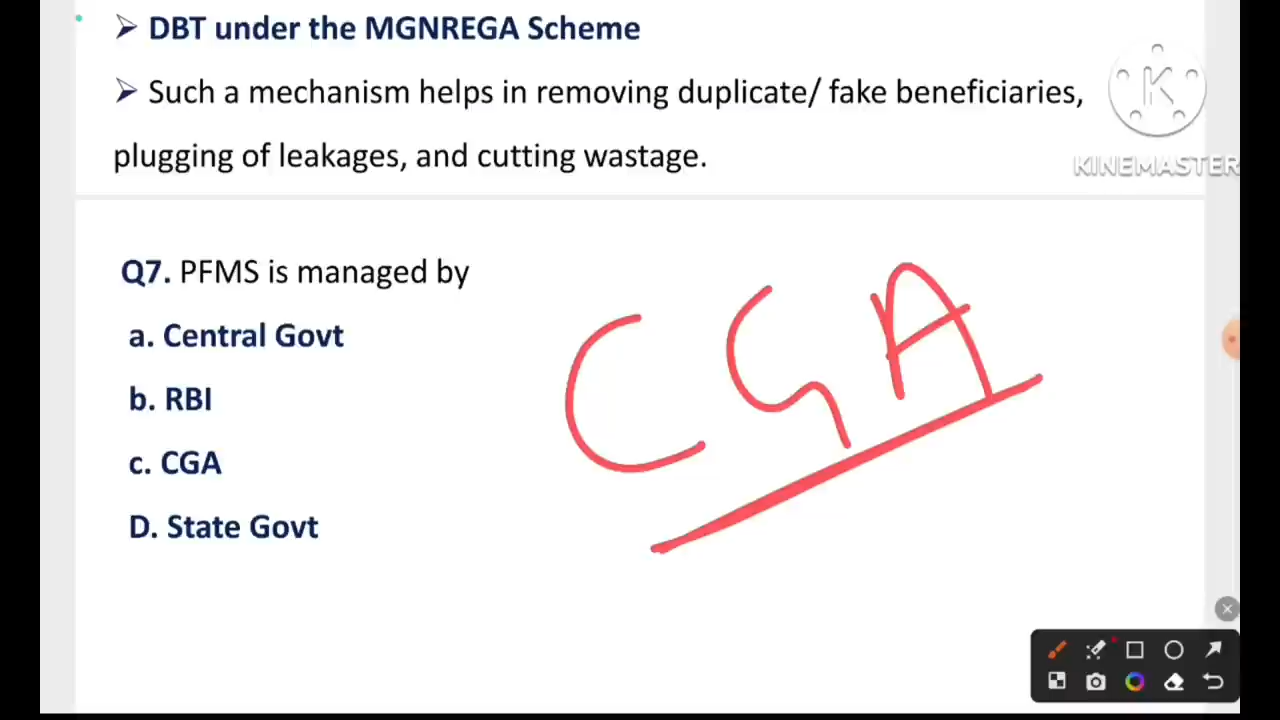 ➤ DBT under the MGNREGA Scheme
➤ Such a mechanism helps in removing duplicate/ fake beneficiaries,
plugging of leakages, and cutting wastage.
K
KINEMASTER
Q7. PFMS is managed by
a. Central Govt
b. RBI
c. CGA
D. State Govt
CGA